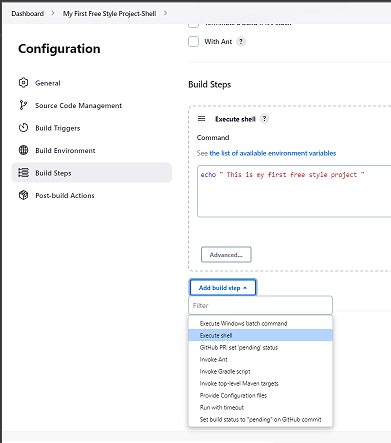 Dashboard > My First Free Style Project-Shell >
Configuration
General
Source Code Management
Build Triggers
Build Environment
Build Steps
Post-build Actions
With Ant ?
Build Steps
Execute shell ?
Command
See the list of available environment variables
echo " This is my first free style project "
Advanced...
Add build step
Filter
Execute Windows batch command
Execute shell
GitHub PR: set 'pending' status
Invoke Ant
Invoke Gradle script
Invoke top-level Maven targets
Provide Configuration files
Run with timeout
Set build status to "pending" on GitHub commit